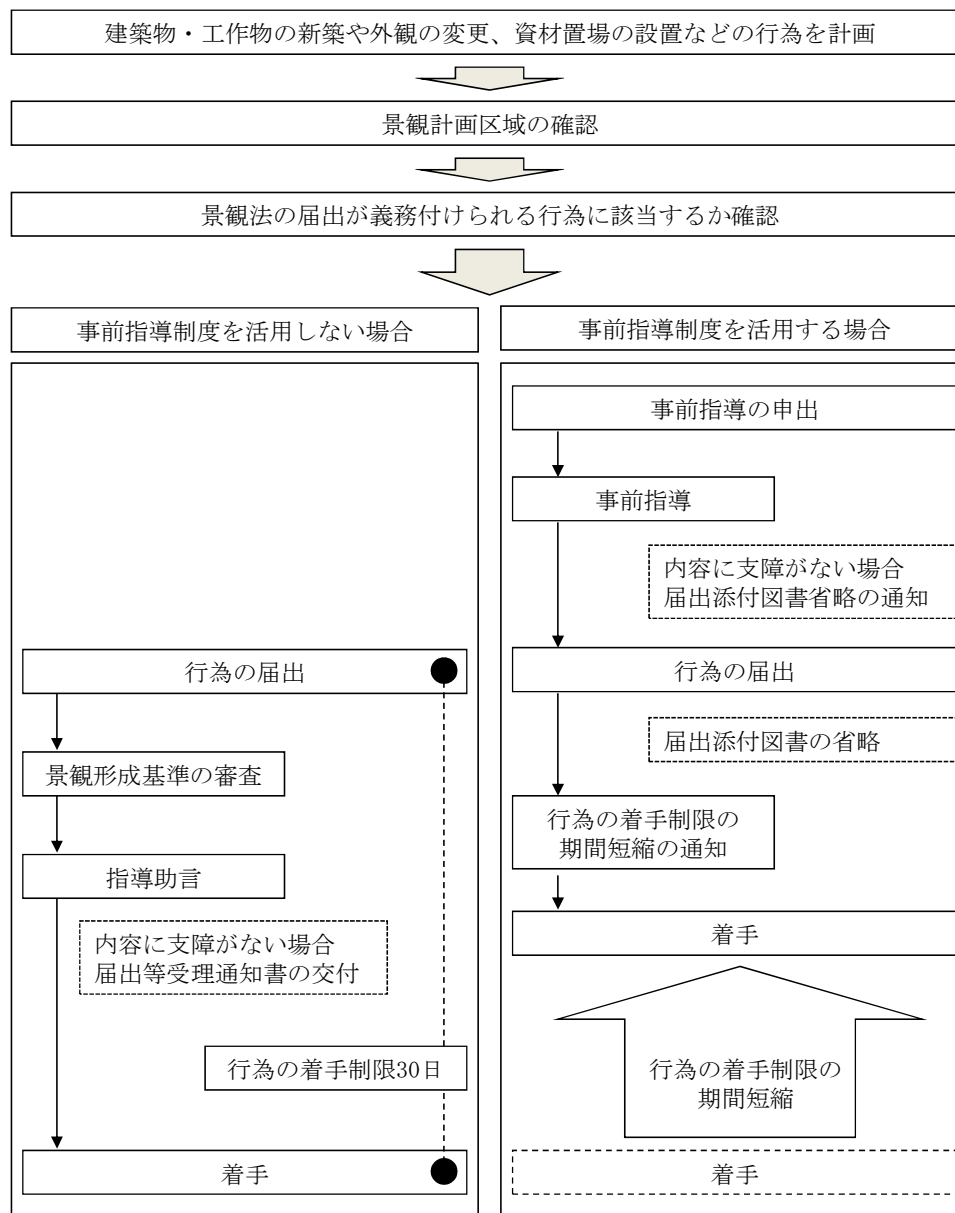 建築物・工作物の新築や外観の変更、資材置場の設置などの行為を計画
景観計画区域の確認
景観法の届出が義務付けられる行為に該当するか確認
事前指導制度を活用しない場合
行為の届出
景観形成基準の審査
指導助言
内容に支障がない場合
届出等受理通知書の交付
行為の着手制限30日
着手
事前指導制度を活用する場合
事前指導の申出
事前指導
内容に支障がない場合
届出添付図書省略の通知
行為の届出
届出添付図書の省略
行為の着手制限の
期間短縮の通知
着手
行為の着手制限の
期間短縮
着手